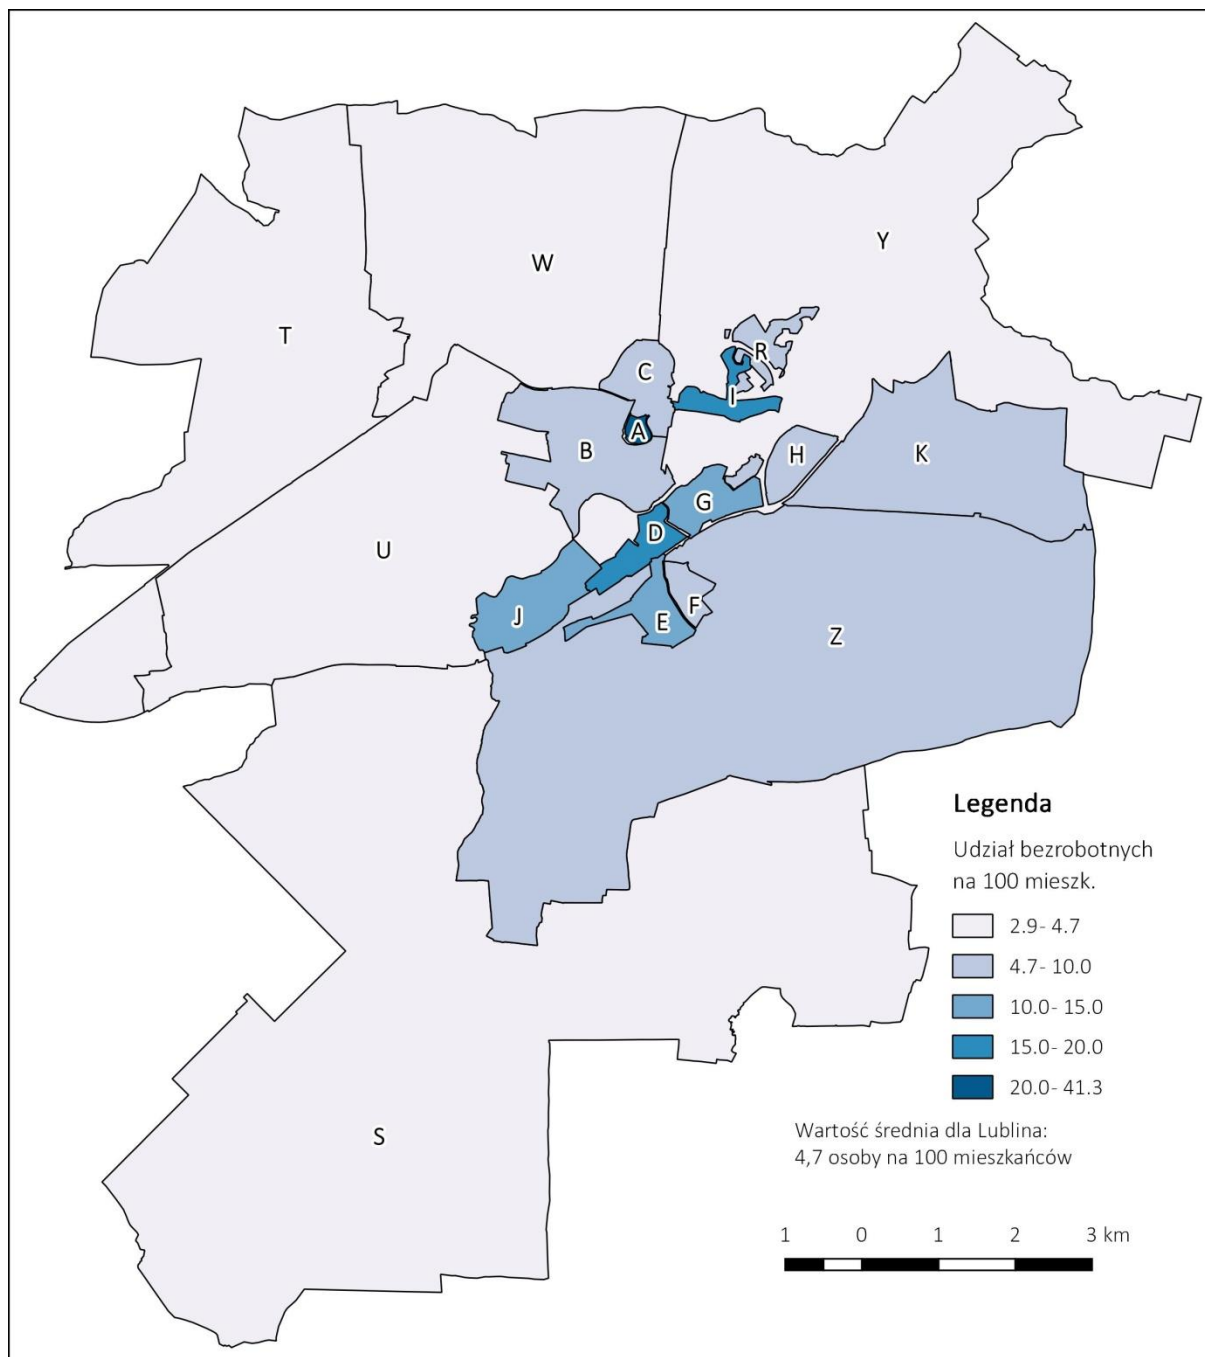 Y
W
T
R
C
I
A
B
H
K
G
D
U
F
J
E
Z
S
Legenda
Udział bezrobotnych
na 100 mieszk.
2.9- 4.7
4.7- 10.0
10.0- 15.0
15.0- 20.0
20.0- 41.3
Wartość średnia dla Lublina:
4,7 osoby na 100 mieszkańców
1 0 1 2 3 km